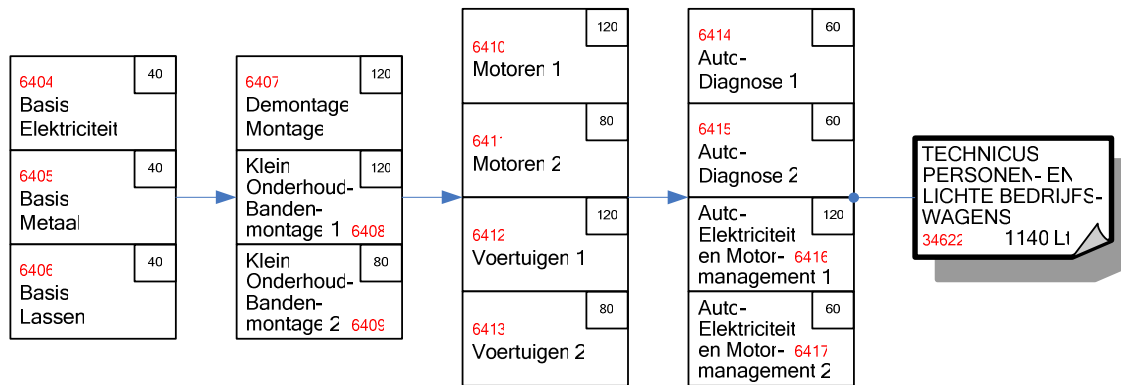 6404
40
Basis
Elektriciteit
6405
40
Basis
Metaal
6406
40
Basis
Lassen
6407
120
Demontage
Montage
Klein
120
Onderhoud-
Banden-
montage 1 6408
Klein
80
Onderhoud-
Banden-
montage 2 6409
6410
120
Motoren 1
6411
80
Motoren 2
6412
120
Voertuigen 1
6413
80
Voertuigen 2
6414
60
Auto-
Diagnose 1
6415
60
Auto-
Diagnose 2
Auto-
120
Elektriciteit
en Motor- 6416
management 1
Auto-
60
Elektriciteit
en Motor- 6417
management 2
TECHNICUS
PERSONEN- EN
LICHTE BEDRIJFS-
WAGENS
34622 1140 Lt